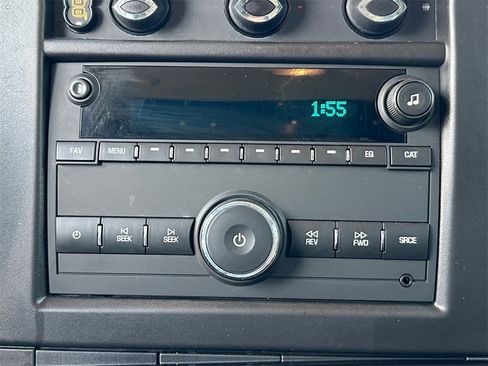 1:55
FAV MENU EQ CAT
SEEK SEEK REV FWD SRCE